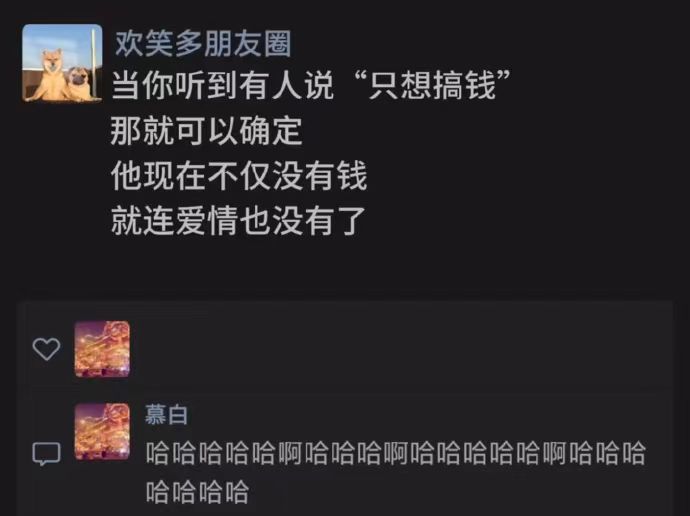 欢笑多朋友圈
当你听到有人说“只想搞钱”
那就可以确定
他现在不仅没有钱
就连爱情也没有了
慕白
哈哈哈哈哈啊哈哈哈啊哈哈哈哈哈啊哈哈哈
哈哈哈哈